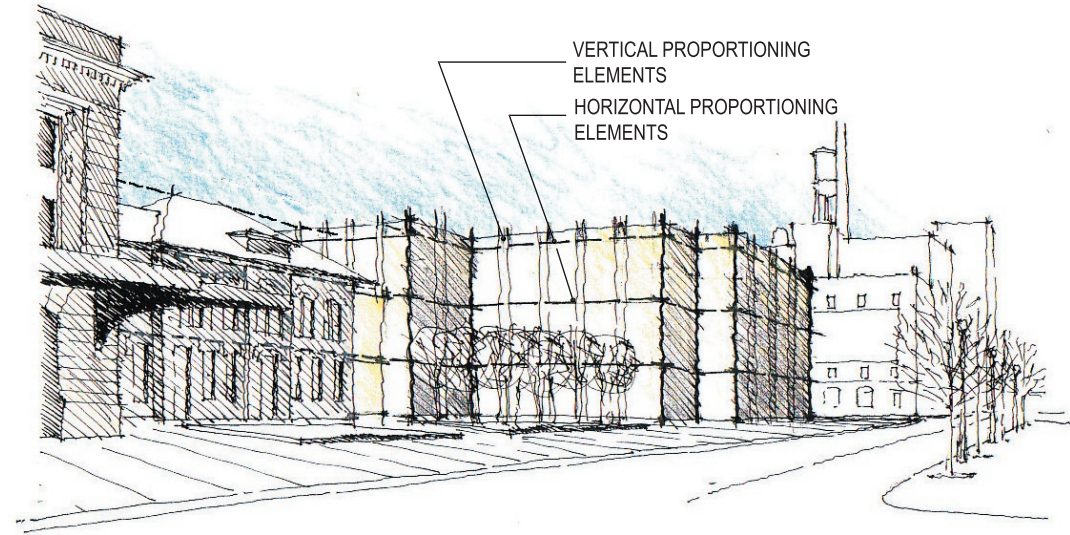 VERTICAL PROPORTIONING
ELEMENTS
HORIZONTAL PROPORTIONING
ELEMENTS